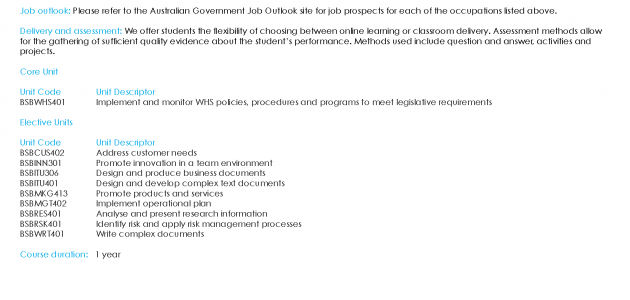 Job outlook: Please refer to the Australian Government Job Outlook site for job prospects for each of the occupations listed above.
Delivery and assessment: We offer students the flexibility of choosing between online learning or classroom delivery. Assessment methods allow
for the gathering of sufficient quality evidence about the student's performance. Methods used include question and answer, activities and
projects.
Core Unit
Unit Code Unit Descriptor
BSBWHS401 Implement and monitor WHS policies, procedures and programs to meet legislative requirements
Elective Units
Unit Code Unit Descriptor
BSBCUS402 Address customer needs
BSBINN301 Promote innovation in a team environment
BSBITU306 Design and produce business documents
BSBITU401 Design and develop complex text documents
BSBMKG413 Promote products and services
BSBMGT402 Implement operational plan
BSBRES401 Analyse and present research information
BSBRSK401 Identify risk and apply risk management processes
BSBWRT401 Write complex documents
Course duration: 1 year